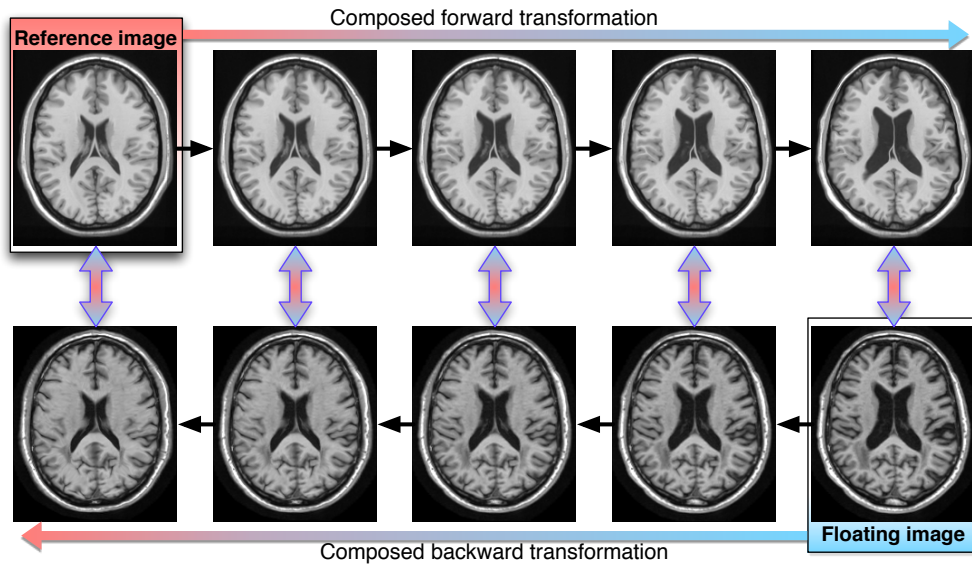 Composed forward transformation
Reference image
Floating image
Composed backward transformation